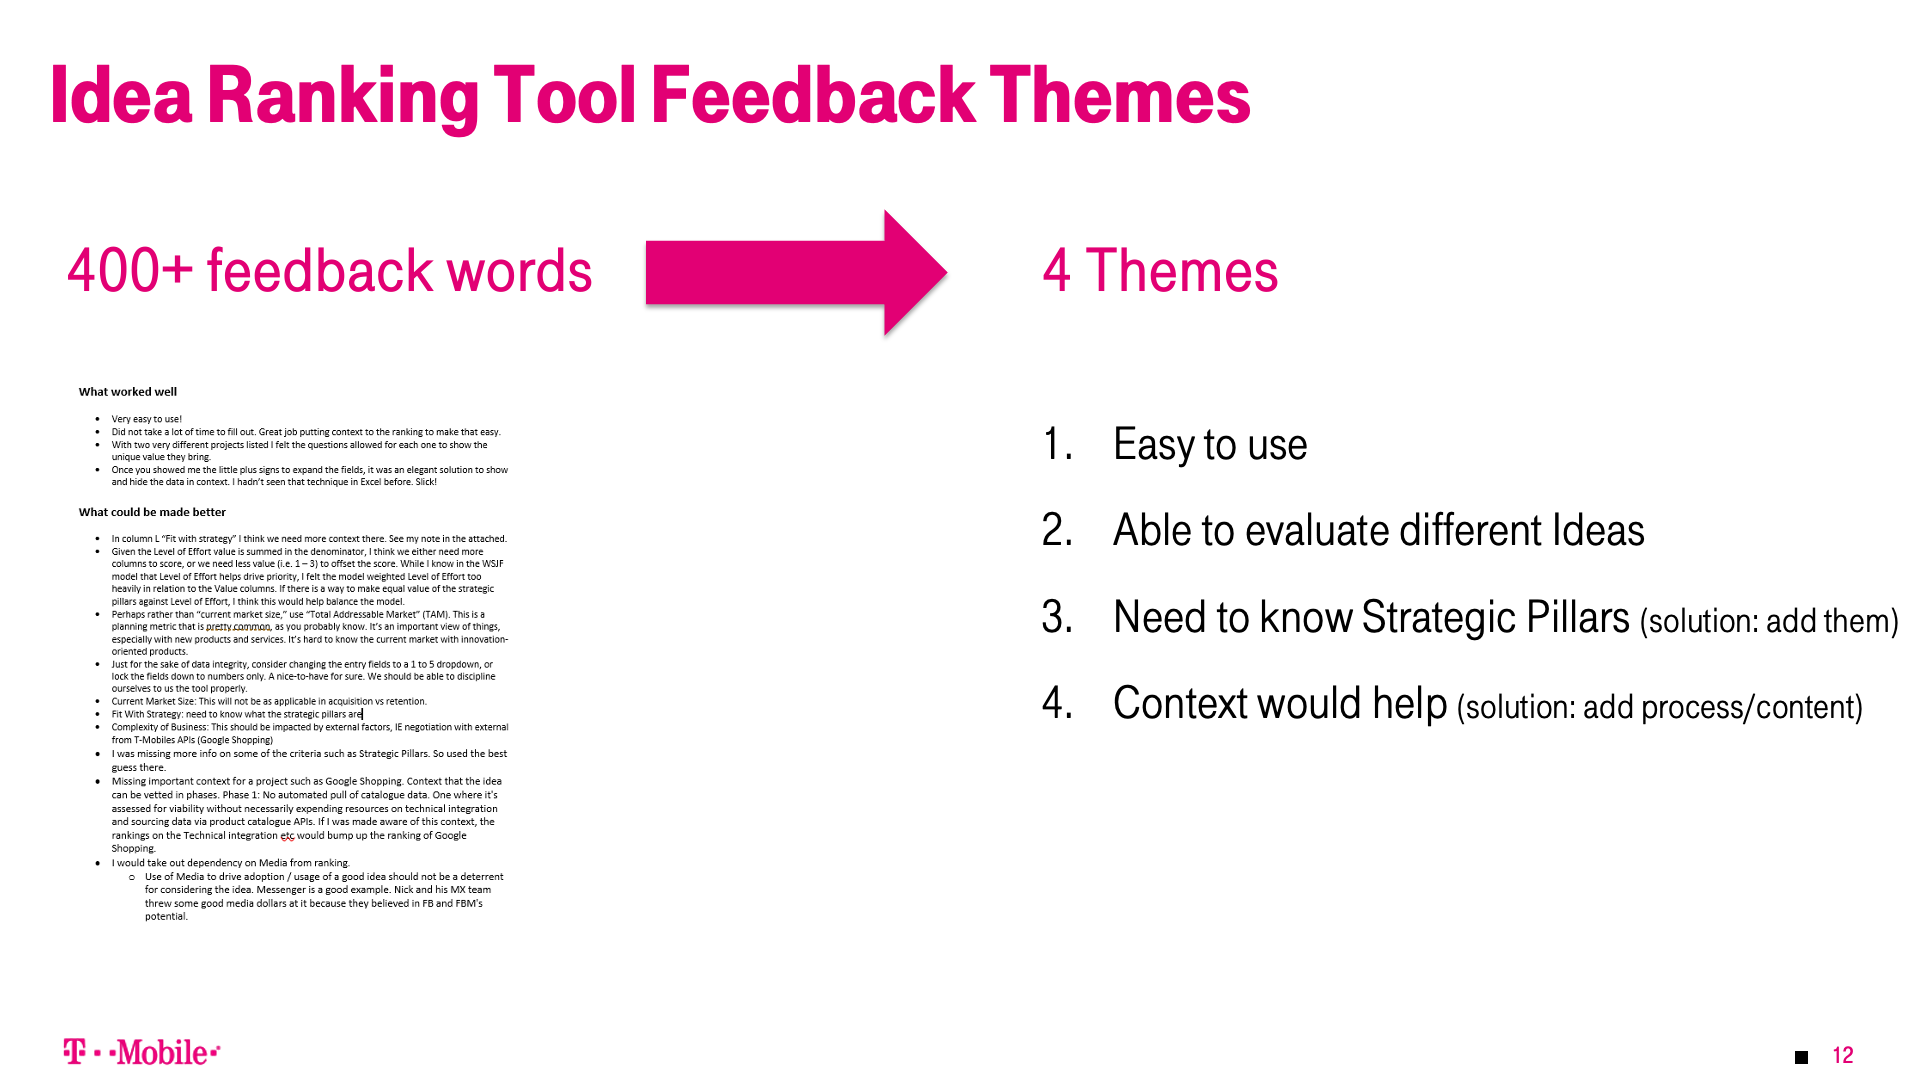 Idea Ranking Tool Feedback Themes
400+ feedback words
4 Themes
What worked well
• Very easy to use!
• Did not take a lot of time to fill out. Great job putting context to the ranking to make that easy.
• With two very different projects listed I felt the questions allowed for each one to show the
unique value they bring.
• Once you showed me the little plus signs to expand the fields, it was an elegant solution to show
and hide the data in context. I hadn't seen that technique in Excel before. Slick!
What could be made better
• In column L “Fit with strategy” I think we need more context there. See my note in the attached.
• Given the Level of Effort value is summed in the denominator, I think we either need more
columns to score, or we need less value (i.e. 1 – 3) to offset the score. While I know in the WSJF
model that Level of Effort helps drive priority, I felt the model weighted Level of Effort too
heavily in relation to the Value columns. If there is a way to make equal value of the strategic
pillars against Level of Effort, I think this would help balance the model.
• Perhaps rather than “current market size,” use “Total Addressable Market” (TAM). This is a
planning metric that is pretty common, as you probably know. It's an important view of things,
especially with new products and services. It's hard to know the current market with innovation-
oriented products.
• Just for the sake of data integrity, consider changing the entry fields to a 1 to 5 dropdown, or
lock the fields down to numbers only. A nice-to-have for sure. We should be able to discipline
ourselves to us the tool properly.
• Current Market Size: This will not be as applicable in acquisition vs retention.
• Fit With Strategy: need to know what the strategic pillars are
• Complexity of Business: This should be impacted by external factors, IE negotiation with external
from T-Mobiles APIs (Google Shopping)
• I was missing more info on some of the criteria such as Strategic Pillars. So used the best
guess there.
• Missing important context for a project such as Google Shopping. Context that the idea
can be vetted in phases. Phase 1: No automated pull of catalogue data. One where it's
assessed for viability without necessarily expending resources on technical integration
and sourcing data via product catalogue APIs. If I was made aware of this context, the
rankings on the Technical integration etc would bump up the ranking of Google
Shopping.
• I would take out dependency on Media from ranking.
o Use of Media to drive adoption / usage of a good idea should not be a deterrent
for considering the idea. Messenger is a good example. Nick and his MX team
threw some good media dollars at it because they believed in FB and FBM's
potential.
1. Easy to use
2. Able to evaluate different Ideas
3. Need to know Strategic Pillars (solution: add them)
4. Context would help (solution: add process/content)
T··Mobile·
12